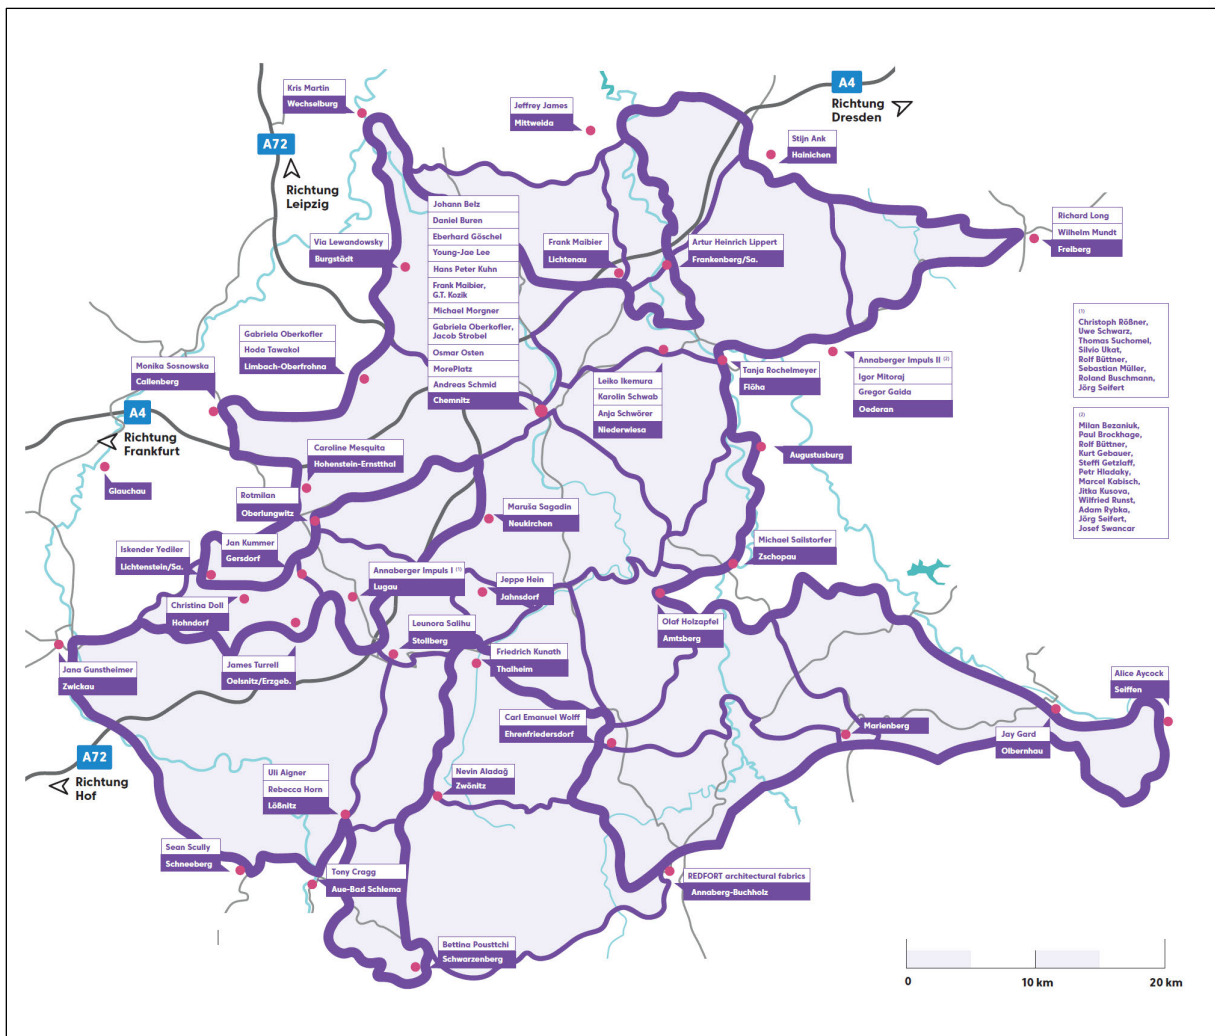 Kris Martin
Wechselburg
A4
Richtung
Dresden
Jeffrey James
Mittweida
Stijn Ank
Hainichen
A72
Richtung
Leipzig
Johann Belz
Daniel Buren
Eberhard Göschel
Young-Jae Lee
Hans Peter Kuhn
Frank Maibier,
G.T. Kozik
Michael Morgner
Gabriela Oberkofler,
Jacob Strobel
Osmar Osten
MorePlatz
Andreas Schmid
Chemnitz
Via Lewandowsky
Burgstädt
Frank Maibier
Lichtenau
Artur Heinrich Lippert
Frankenberg/Sa.
Richard Long
Wilhelm Mundt
Freiberg
Gabriela Oberkofler
Hoda Tawakol
Limbach-Oberfrohna
Monika Sosnowska
Callenberg
A4
Richtung
Frankfurt
Leiko Ikemura
Karolin Schwab
Anja Schwörer
Niederwiesa
Tanja Rochelmeyer
Flöha
Annaberger Impuls II (2)
Igor Mitoraj
Gregor Gaida
Oederan
(1)
Christoph Rößner,
Uwe Schwarz,
Thomas Suchomel,
Silvio Ukat,
Rolf Büttner,
Sebastian Müller,
Roland Buschmann,
Jörg Seifert
(2)
Milan Bezaniuk,
Paul Brockhage,
Rolf Büttner,
Kurt Gebauer,
Steffi Getzlaff,
Petr Hladaky,
Marcel Kabisch,
Jitka Kusova,
Wilfried Runst,
Adam Rybka,
Jörg Seifert,
Josef Swancar
Caroline Mesquita
Hohenstein-Ernstthal
Augustusburg
Glauchau
Rotmilan
Oberlungwitz
Maruša Sagadin
Neukirchen
Iskender Yediler
Lichtenstein/Sa.
Jan Kummer
Gersdorf
Michael Sailstorfer
Zschopau
Annaberger Impuls I (1)
Lugau
Jeppe Hein
Jahnsdorf
Christina Doll
Hohndorf
Leunora Salihu
Stollberg
Olaf Holzapfel
Amtsberg
Jana Gunstheimer
Zwickau
James Turrell
Oelsnitz/Erzgeb.
Friedrich Kunath
Thalheim
Alice Aycock
Seiffen
Carl Emanuel Wolff
Ehrenfriedersdorf
Marienberg
Jay Gard
Olbernhau
A72
Richtung
Hof
Uli Aigner
Rebecca Horn
Lößnitz
Nevin Aladağ
Zwönitz
Sean Scully
Schneeberg
Tony Cragg
Aue-Bad Schlema
REDFORT architectural fabrics
Annaberg-Buchholz
Bettina Pousttchi
Schwarzenberg
0 10 km 20 km